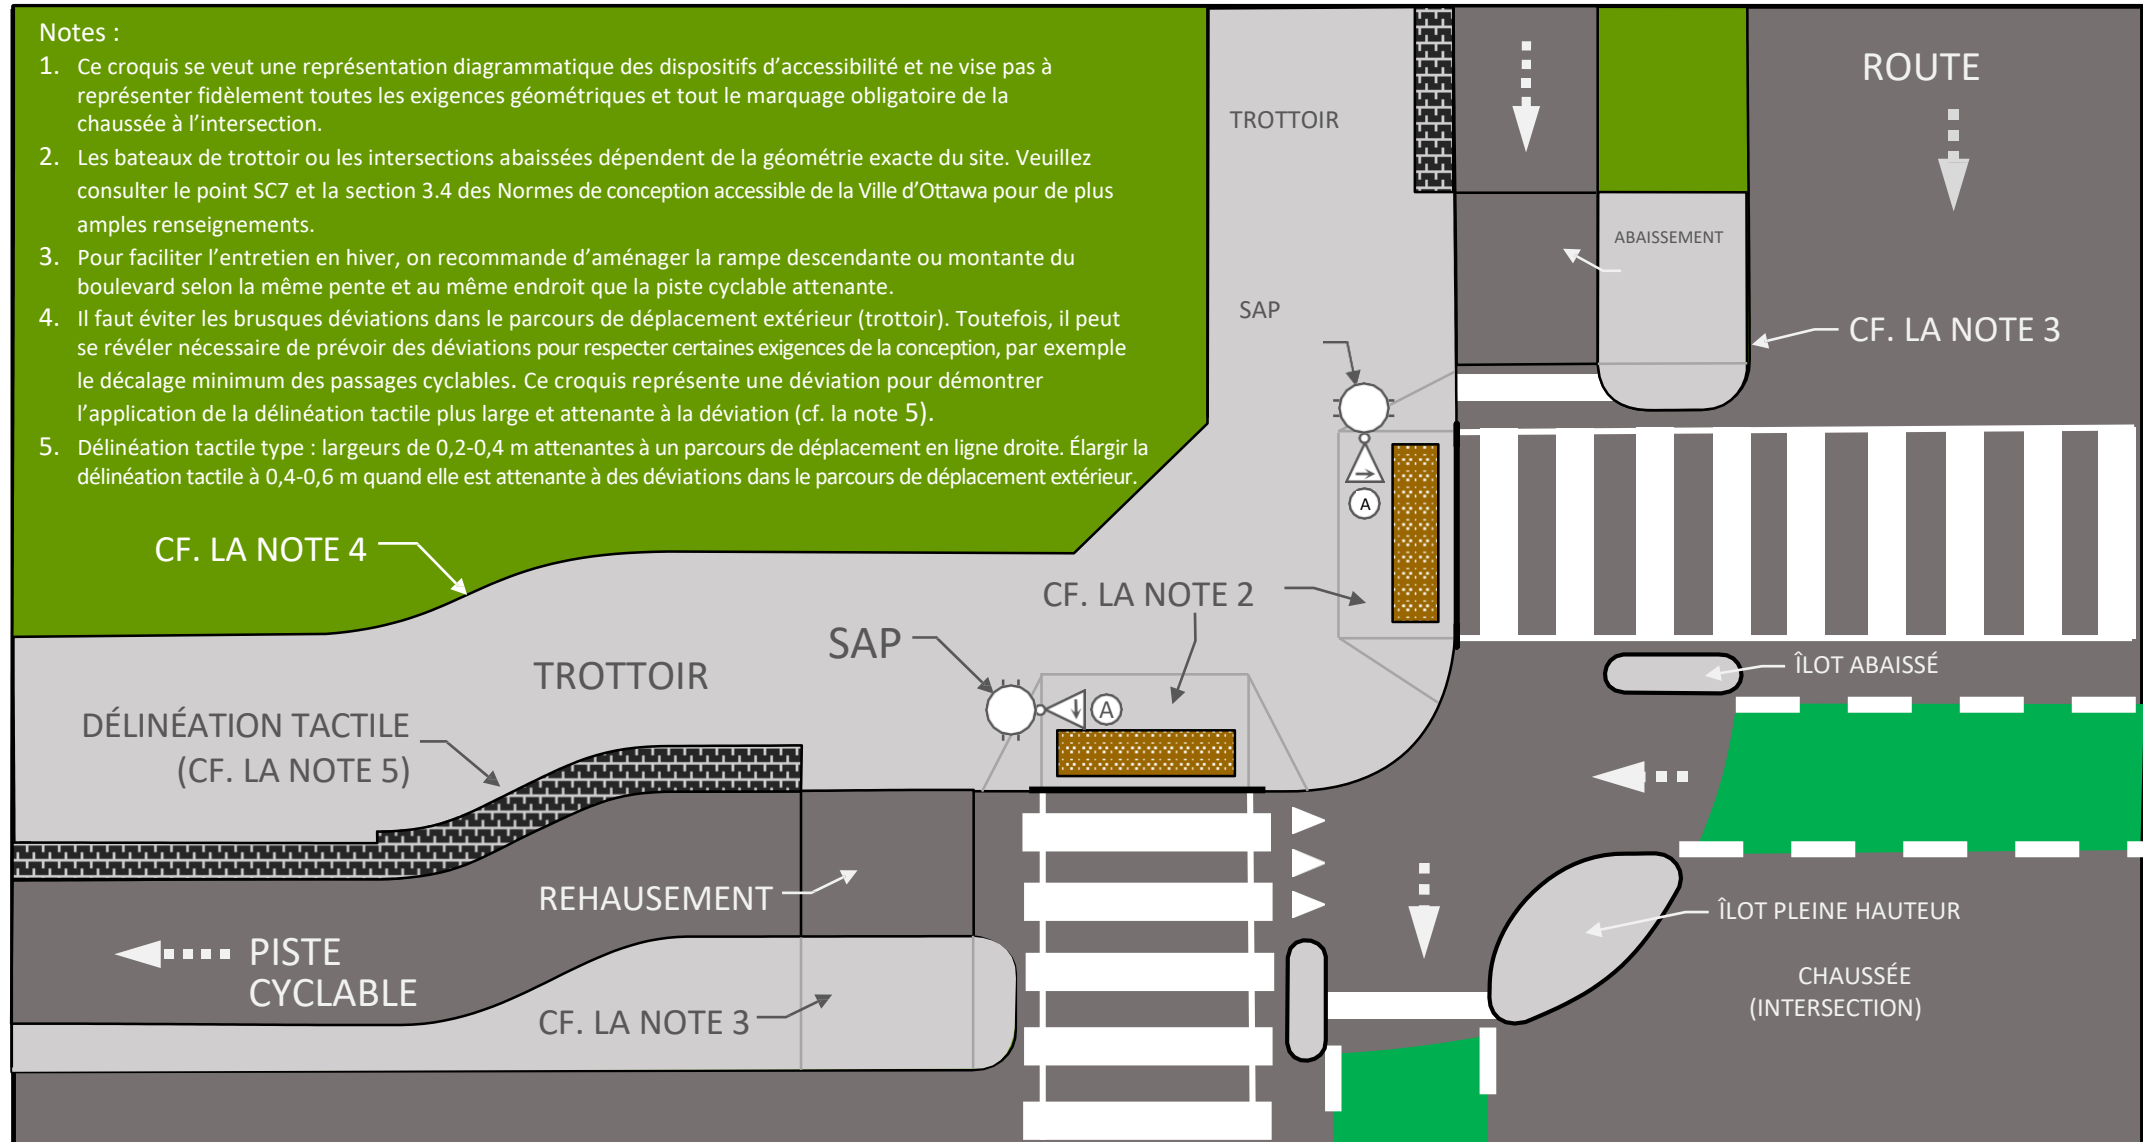 Notes :
1. Ce croquis se veut une représentation diagrammatique des dispositifs d’accessibilité et ne vise pas à
représenter fidèlement toutes les exigences géométriques et tout le marquage obligatoire de la
chaussée à l’intersection.
2. Les bateaux de trottoir ou les intersections abaissées dépendent de la géométrie exacte du site. Veuillez
consulter le point SC7 et la section 3.4 des Normes de conception accessible de la Ville d’Ottawa pour de plus
amples renseignements.
3. Pour faciliter l’entretien en hiver, on recommande d’aménager la rampe descendante ou montante du
boulevard selon la même pente et au même endroit que la piste cyclable attenante.
4. Il faut éviter les brusques déviations dans le parcours de déplacement extérieur (trottoir). Toutefois, il peut
se révéler nécessaire de prévoir des déviations pour respecter certaines exigences de la conception, par exemple
le décalage minimum des passages cyclables. Ce croquis représente une déviation pour démontrer
l’application de la délinéation tactile plus large et attenante à la déviation (cf. la note 5).
5. Délinéation tactile type : largeurs de 0,2-0,4 m attenantes à un parcours de déplacement en ligne droite. Élargir la
délinéation tactile à 0,4-0,6 m quand elle est attenante à des déviations dans le parcours de déplacement extérieur.
ROUTE
TROTTOIR
ABAISSEMENT
SAP
CF. LA NOTE 3
A
CF. LA NOTE 4
CF. LA NOTE 2
SAP
TROTTOIR
ÎLOT ABAISSÉ
A
DÉLINÉATION TACTILE
(CF. LA NOTE 5)
REHAUSEMENT
ÎLOT PLEINE HAUTEUR
PISTE
CYCLABLE
CHAUSSÉE
(INTERSECTION)
CF. LA NOTE 3